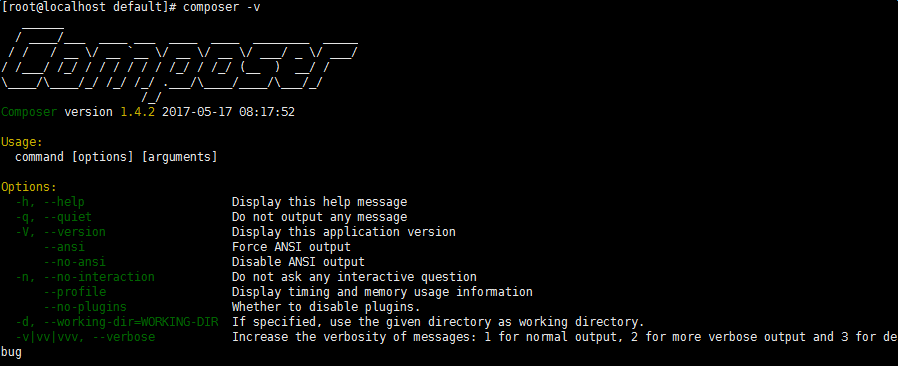 [root@localhost default]# composer -v
Composer
Composer version 1.4.2 2017-05-17 08:17:52
Usage:
command [options] [arguments]
Options:
-h, --help Display this help message
-q, --quiet Do not output any message
-V, --version Display this application version
--ansi Force ANSI output
--no-ansi Disable ANSI output
-n, --no-interaction Do not ask any interactive question
--profile Display timing and memory usage information
--no-plugins Whether to disable plugins.
-d, --working-dir=WORKING-DIR If specified, use the given directory as working directory.
-v|vv|vvv, --verbose Increase the verbosity of messages: 1 for normal output, 2 for more verbose output and 3 for de
bug